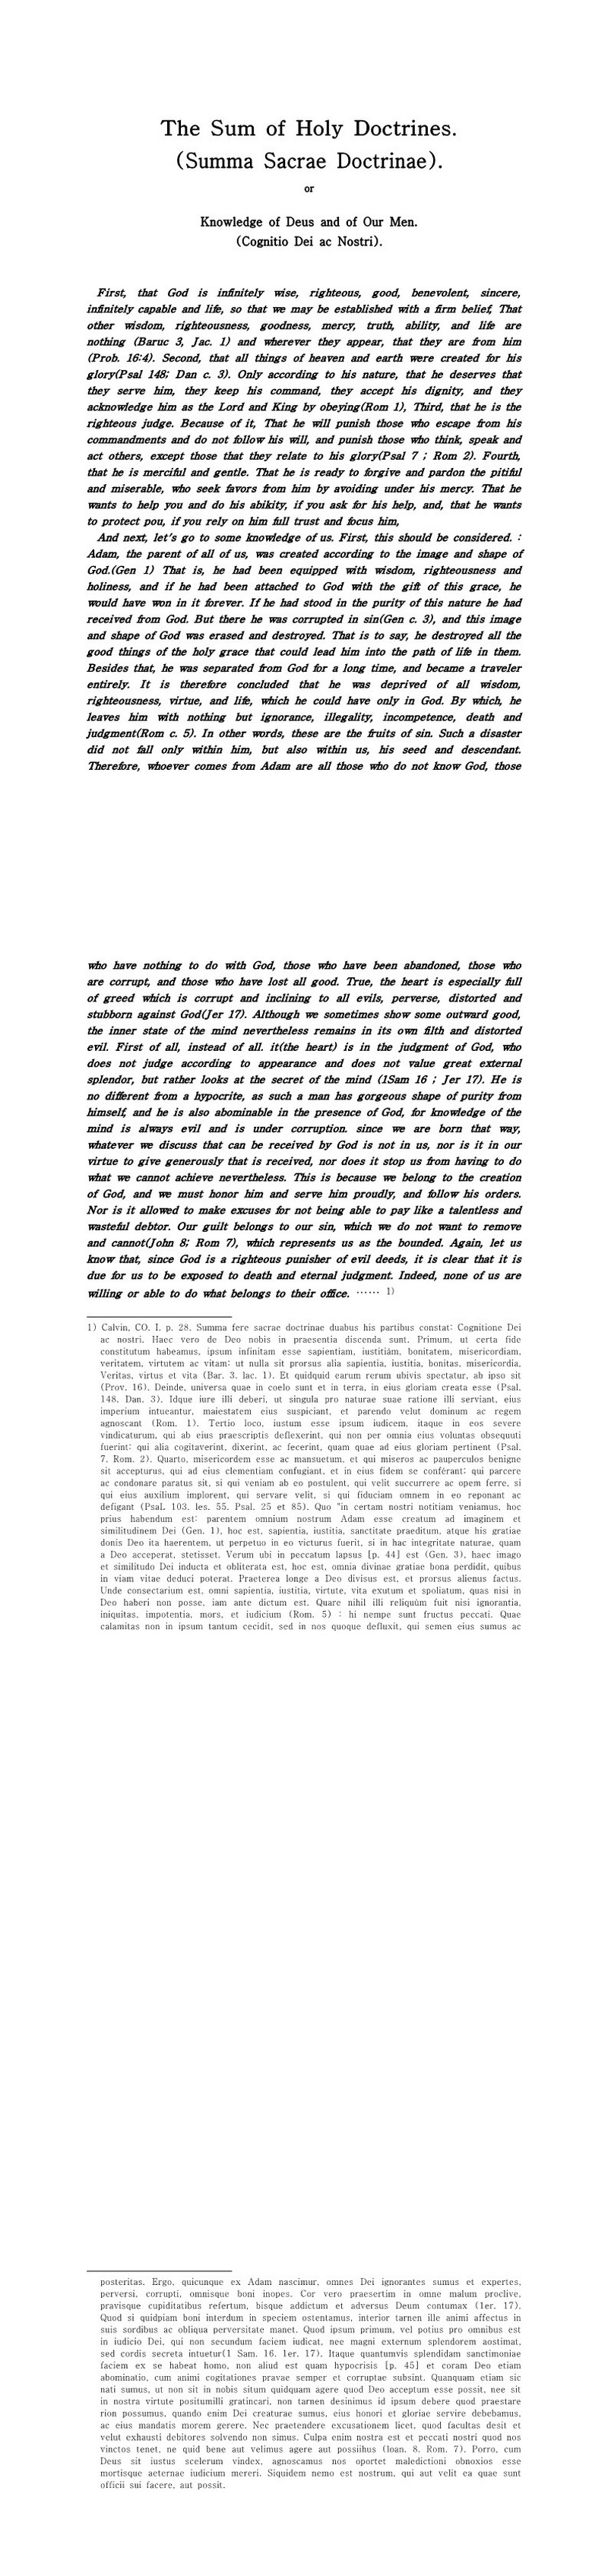 The Sum of Holy Doctrines.
(Summa Sacrae Doctrinae).
or
Knowledge of Deus and of Our Men.
(Cognitio Dei ac Nostri).
First, that God is infinitely wise, righteous, good, benevolent, sincere,
infinitely capable and life, so that we may be established with a firm belief, That
other wisdom, righteousness, goodness, mercy, truth, ability, and life are
nothing (Baruc 3, Jac. 1) and wherever they appear, that they are from him
(Prob. 16:4). Second, that all things of heaven and earth were created for his
glory(Psal 148; Dan c. 3). Only according to his nature, that he deserves that
they serve him, they keep his command, they accept his dignity, and they
acknowledge him as the Lord and King by obeying(Rom 1), Third, that he is the
righteous judge. Because of it, That he will punish those who escape from his
commandments and do not follow his will, and punish those who think, speak and
act others, except those that they relate to his glory(Psal 7 ; Rom 2). Fourth,
that he is merciful and gentle. That he is ready to forgive and pardon the pitiful
and miserable, who seek favors from him by avoiding under his mercy. That he
wants to help you and do his abikity, if you ask for his help, and, that he wants
to protect pou, if you rely on him full trust and focus him,
And next, let's go to some knowledge of us. First, this should be considered. :
Adam, the parent of all of us, was created according to the image and shape of
God.(Gen 1) That is, he had been equipped with wisdom, righteousness and
holiness, and if he had been attached to God with the gift of this grace, he
would have won in it forever. If he had stood in the purity of this nature he had
received from God. But there he was corrupted in sin(Gen c. 3), and this image
and shape of God was erased and destroyed. That is to say, he destroyed all the
good things of the holy grace that could lead him into the path of life in them.
Besides that, he was separated from God for a long time, and became a traveler
entirely. It is therefore concluded that he was deprived of all wisdom,
righteousness, virtue, and life, which he could have only in God. By which, he
leaves him with nothing but ignorance, illegality, incompetence, death and
judgment(Rom c. 5). In other words, these are the fruits of sin. Such a disaster
did not fall only within him, but also within us, his seed and descendant.
Therefore, whoever comes from Adam are all those who do not know God, those
who have nothing to do with God, those who have been abandoned, those who
are corrupt, and those who have lost all good. True, the heart is especially full
of greed which is corrupt and inclining to all evils, perverse, distorted and
stubborn against God(Jer 17). Although we sometimes show some outward good,
the inner state of the mind nevertheless remains in its own filth and distorted
evil. First of all, instead of all. it(the heart) is in the judgment of God, who
does not judge according to appearance and does not value great external
splendor, but rather looks at the secret of the mind (1Sam 16 ; Jer 17). He is
no different from a hypocrite, as such a man has gorgeous shape of purity from
himself, and he is also abominable in the presence of God, for knowledge of the
mind is always evil and is under corruption. since we are born that way,
whatever we discuss that can be received by God is not in us, nor is it in our
virtue to give generously that is received, nor does it stop us from having to do
what we cannot achieve nevertheless. This is because we belong to the creation
of God, and we must honor him and serve him proudly, and follow his orders.
Nor is it allowed to make excuses for not being able to pay like a talentless and
wasteful debtor. Our guilt belongs to our sin, which we do not want to remove
and cannot(John 8; Rom 7), which represents us as the bounded. Again, let us
know that, since God is a righteous punisher of evil deeds, it is clear that it is
due for us to be exposed to death and eternal judgment. Indeed, none of us are
willing or able to do what belongs to their office. ⋯⋯ 1)
1) Calvin, CO. I. p. 28. Summa fere sacrae doctrinae duabus his partibus constat: Cognitione Dei
ac nostri. Haec vero de Deo nobis in praesentia discenda sunt. Primum, ut certa fide
constitutum habeamus, ipsum infinitam esse sapientiam, iustitiàm, bonitatem, misericordiam,
veritatem, virtutem ac vitam: ut nulla sit prorsus alia sapientia, iustitia, bonitas, misericordia,
Veritas, virtus et vita (Bar. 3. lac. 1). Et quidquid earum rerum ubivis spectatur, ab ipso sit
(Prov. 16). Deinde, universa quae in coelo sunt et in terra, in eius gloriam creata esse (Psal.
148. Dan. 3). Idque iure illi deberi, ut singula pro naturae suae ratione illi serviant, eius
imperium intueantur, maiestatem eius suspiciant, et parendo velut dominum ac regem
agnoscant (Rom. 1). Tertio loco, iustum esse ipsum iudicem, itaque in eos severe
vindicaturum, qui ab eius praescriptis deflexerint, qui non per omnia eius voluntas obsequuti
fuerint: qui alia cogitaverint, dixerint, ac fecerint, quam quae ad eius gloriam pertinent (Psal.
7. Rom. 2). Quarto, misericordem esse ac mansuetum, et qui miseros ac pauperculos benigne
sit accepturus, qui ad eius clementiam confugiant, et in eius fidem se conférant: qui parcere
ac condonare paratus sit, si qui veniam ab eo postulent, qui velit succurrere ac opem ferre, si
qui eius auxilium implorent, qui servare velit, si qui fiduciam omnem in eo reponant ac
defigant (PsaL. 103. les. 55. Psal. 25 et 85). Quo "in certam nostri notitiam veniamus, hoc
prius habendum est: parentem omnium nostrum Adam esse creatum ad imaginem et
similitudinem Dei (Gen. 1), hoc est, sapientia, iustitia, sanctitate praeditum, atque his gratiae
donis Deo ita haerentem, ut perpetuo in eo victurus fuerit, si in hac integritate naturae, quam
a Deo acceperat, stetisset. Verum ubi in peccatum lapsus [p. 44] est (Gen. 3), haec imago
et similitudo Dei inducta et obliterata est, hoc est, omnia divinae gratiae bona perdidit, quibus
in viam vitae deduci poterat. Praeterea longe a Deo divisus est, et prorsus alienus factus.
Unde consectarium est, omni sapientia, iustitia, virtute, vita exutum et spoliatum, quas nisi in
Deo haberi non posse, iam ante dictum est. Quare nihil illi reliquùm fuit nisi ignorantia,
iniquitas, impotentia, mors, et iudicium (Rom. 5) : hi nempe sunt fructus peccati. Quae
calamitas non in ipsum tantum cecidit, sed in nos quoque defluxit, qui semen eius sumus ac
posteritas. Ergo, quicunque ex Adam nascimur, omnes Dei ignorantes sumus et expertes,
perversi, corrupti, omnisque boni inopes. Cor vero praesertim in omne malum proclive,
pravisque cupiditatibus refertum, bisque addictum et adversus Deum contumax (1er. 17).
Quod si quidpiam boni interdum in speciem ostentamus, interior tarnen ille animi affectus in
suis sordibus ac obliqua perversitate manet. Quod ipsum primum, vel potius pro omnibus est
in iudicio Dei, qui non secundum faciem iudicat, nee magni externum splendorem aostimat,
sed cordis secreta intuetur(1 Sam. 16. 1er. 17). Itaque quantumvis splendidam sanctimoniae
faciem ex se habeat homo, non aliud est quam hypocrisis [p. 45] et coram Deo etiam
abominatio, cum animi cogitationes pravae semper et corruptae subsint. Quanquam etiam sic
nati sumus, ut non sit in nobis situm quidquam agere quod Deo acceptum esse possit, nee sit
in nostra virtute positumilli gratincari, non tarnen desinimus id ipsum debere quod praestare
rion possumus, quando enim Dei creaturae sumus, eius honori et gloriae servire debebamus,
ac eius mandatis morem gerere. Nec praetendere excusationem licet, quod facultas desit et
velut exhausti debitores solvendo non simus. Culpa enim nostra est et peccati nostri quod nos
vinctos tenet, ne quid bene aut velimus agere aut possiihus (loan. 8. Rom. 7). Porro, cum
Deus sit iustus scelerum vindex, agnoscamus nos oportet maledictioni obnoxios esse
mortisque aeternae iudicium mereri. Siquidem nemo est nostrum, qui aut velit ea quae sunt
officii sui facere, aut possit.